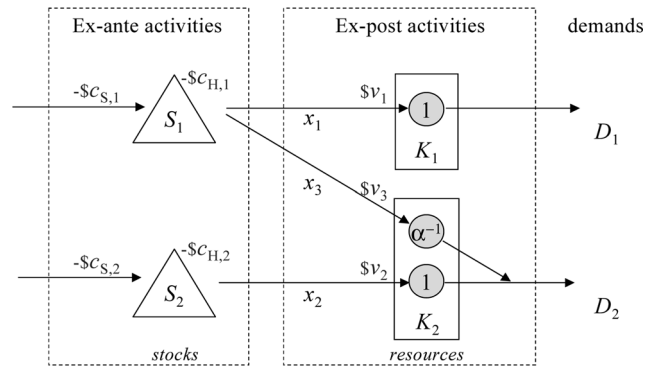 Ex-ante activities Ex-post activities demands
-$c_S,1 -$c_H,1 $v_1
S_1 x_1 1 D_1
K_1
x_3 $v_3
α⁻¹
-$c_S,2 -$c_H,2 $v_2
S_2 x_2 1 D_2
K_2
stocks resources